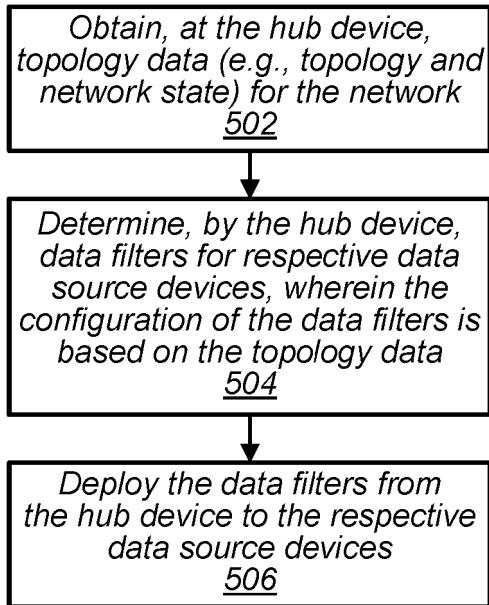 Obtain, at the hub device,
topology data (e.g., topology and
network state) for the network
502
Determine, by the hub device,
data filters for respective data
source devices, wherein the
configuration of the data filters is
based on the topology data
504
Deploy the data filters from
the hub device to the respective
data source devices
506